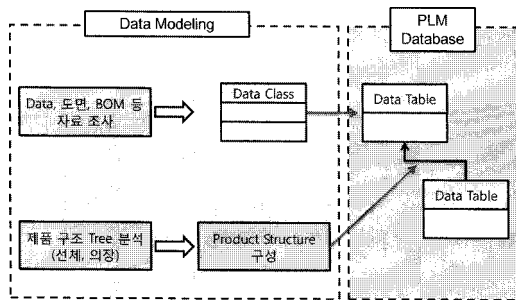 Data Modeling
PLM
Database
Data, 도면, BOM 등
자료 조사
Data Class
Data Table
Data Table
제품 구조 Tree 분석
(선체, 의장)
Product Structure
구성